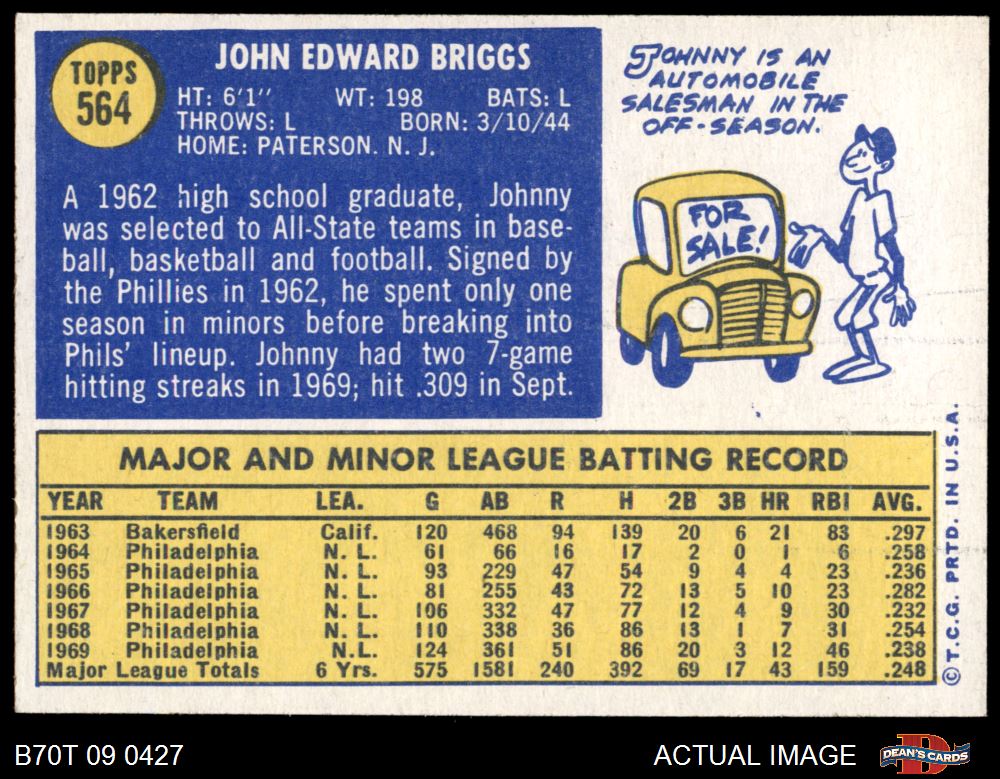 TOPPS
564
JOHN EDWARD BRIGGS
HT: 6'1" WT: 198 BATS: L
THROWS: L BORN: 3/10/44
HOME: PATERSON. N. J.
A 1962 high school graduate, Johnny
was selected to All-State teams in base-
ball, basketball and football. Signed by
the Phillies in 1962, he spent only one
season in minors before breaking into
Phils' lineup. Johnny had two 7-game
hitting streaks in 1969; hit .309 in Sept.
JOHNNY IS AN
AUTOMOBILE
SALESMAN IN THE
OFF-SEASON.
FOR
SALE!
MAJOR AND MINOR LEAGUE BATTING RECORD
YEAR TEAM LEA. G AB R H 2B 3B HR RBI AVG.
1963 Bakersfield Calif. 120 468 94 139 20 6 21 83 .297
1964 Philadelphia N. L. 61 66 16 17 2 0 6 .258
1965 Philadelphia N. L. 93 229 47 54 9 4 4 23 .236
1966 Philadelphia N. L. 81 255 43 72 13 5 10 23 .282
1967 Philadelphia N. L. 106 332 47 77 12 4 9 30 .232
1968 Philadelphia N. L. 110 338 36 86 13 1 7 31 .254
1969 Philadelphia N.L. 124 361 51 86 20 3 12 46 .238
Major League Totals 6 Yrs. 575 1581 240 392 69 17 43 159 .248
© T.C.G. PRTD. IN U.S.A.
B70T 09 0427
ACTUAL IMAGE
DEAN'S CARDS